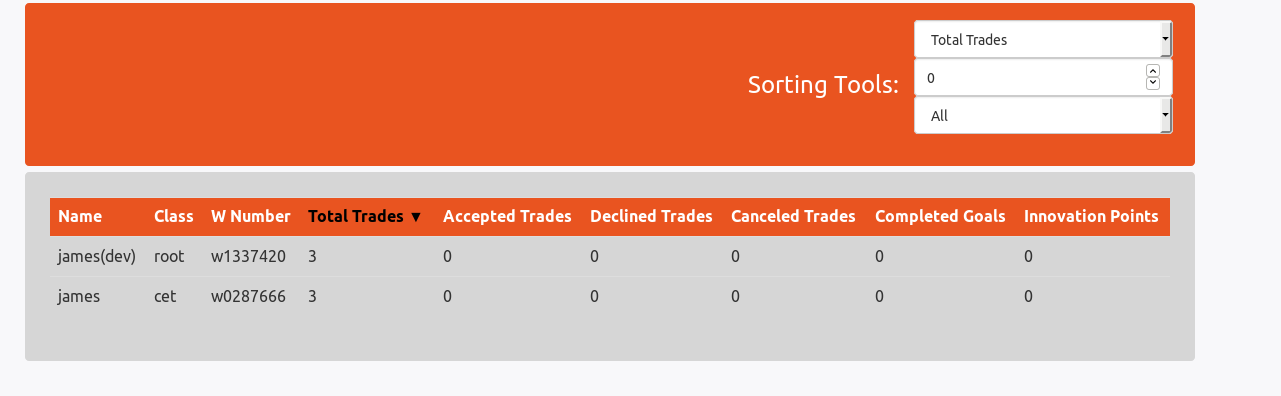 Total Trades
Sorting Tools: 0
All
Name Class W Number Total Trades ▼ Accepted Trades Declined Trades Canceled Trades Completed Goals Innovation Points
james(dev) root w1337420 3 0 0 0 0 0
james cet w0287666 3 0 0 0 0 0